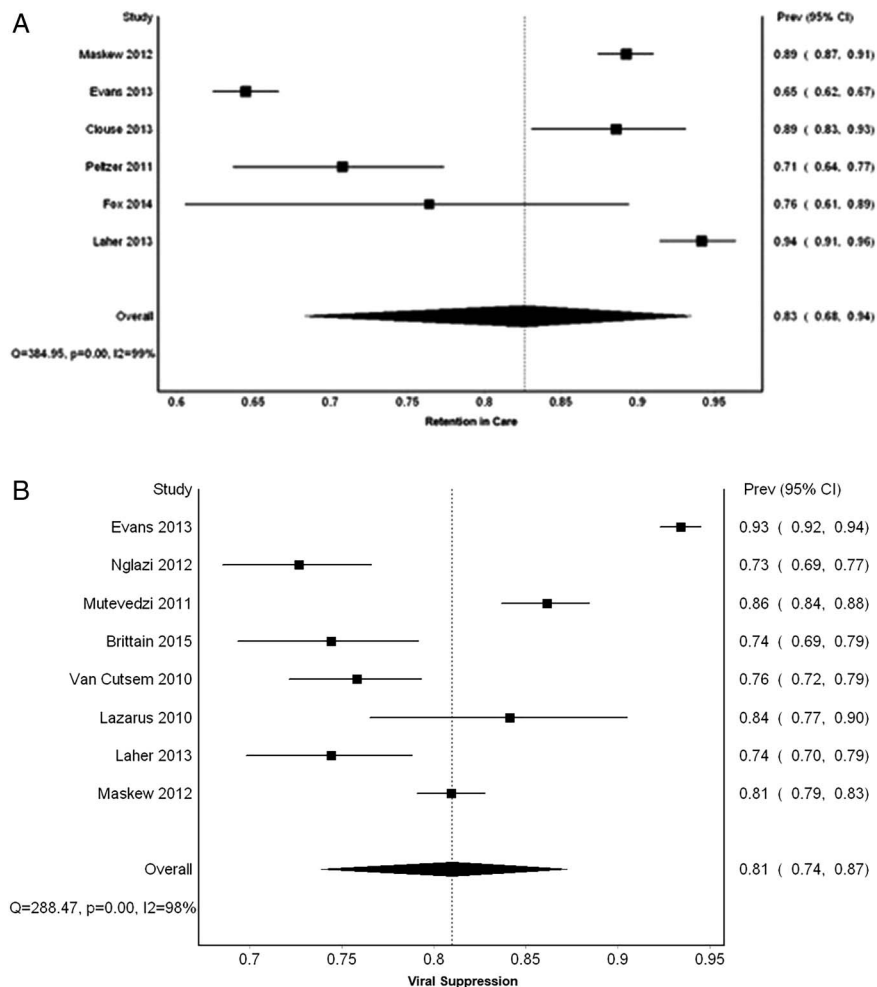 A
Study Prev (95% CI)
Maskew 2012 0.89 ( 0.87, 0.91)
Evans 2013 0.65 ( 0.62, 0.67)
Clouse 2013 0.89 ( 0.83, 0.93)
Peltzer 2011 0.71 ( 0.64, 0.77)
Fox 2014 0.76 ( 0.61, 0.89)
Laher 2013 0.94 ( 0.91, 0.96)
Overall 0.83 ( 0.68, 0.94)
Q=384.95, p=0.00, I2=99%
0.6 0.65 0.7 0.75 0.8 0.85 0.9 0.95
Retention in Care
B
Study Prev (95% CI)
Evans 2013 0.93 ( 0.92, 0.94)
Nglazi 2012 0.73 ( 0.69, 0.77)
Mutevedzi 2011 0.86 ( 0.84, 0.88)
Brittain 2015 0.74 ( 0.69, 0.79)
Van Cutsem 2010 0.76 ( 0.72, 0.79)
Lazarus 2010 0.84 ( 0.77, 0.90)
Laher 2013 0.74 ( 0.70, 0.79)
Maskew 2012 0.81 ( 0.79, 0.83)
Overall 0.81 ( 0.74, 0.87)
Q=288.47, p=0.00, I2=98%
0.7 0.75 0.8 0.85 0.9 0.95
Viral Suppression